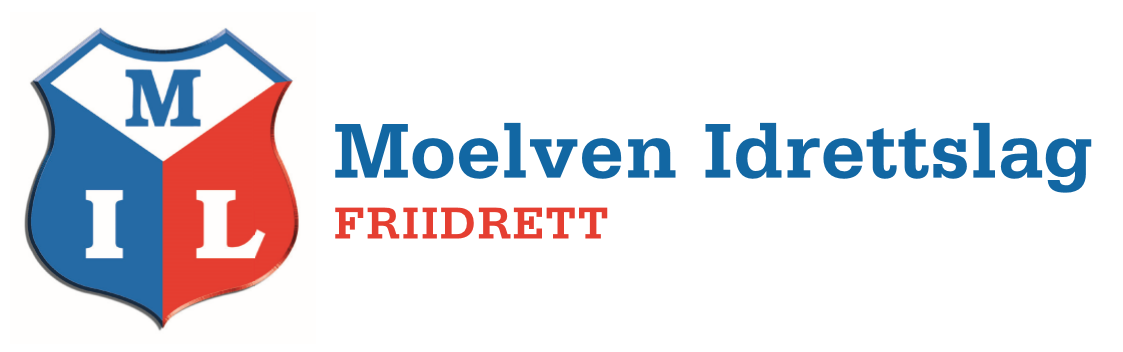 M
I L
Moelven Idrettslag
FRIIDRETT